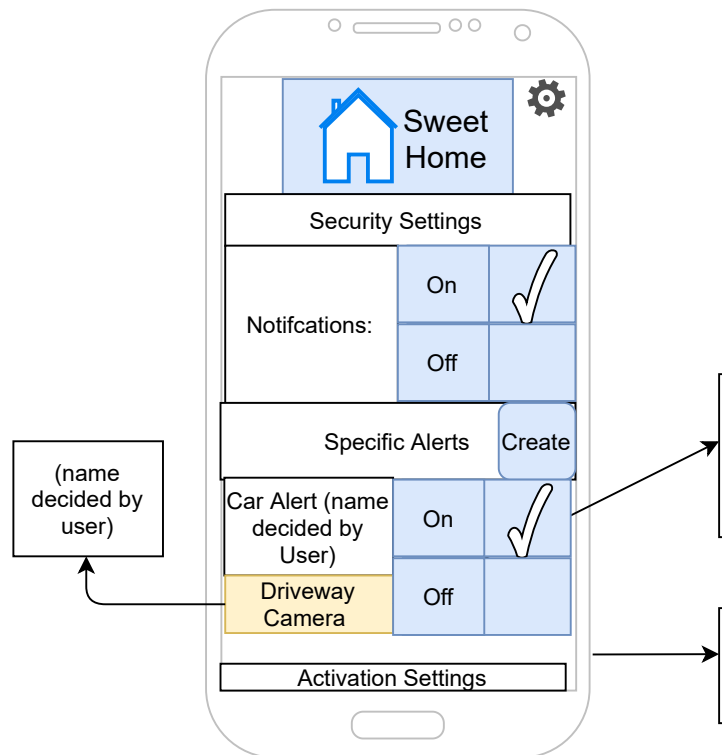 Sweet
Home
Security Settings
On
Notifcations:
Off
Specific Alerts
Create
(name
decided by
user)
Car Alert (name
decided by
User)
On
Driveway
Camera
Off
Activation Settings